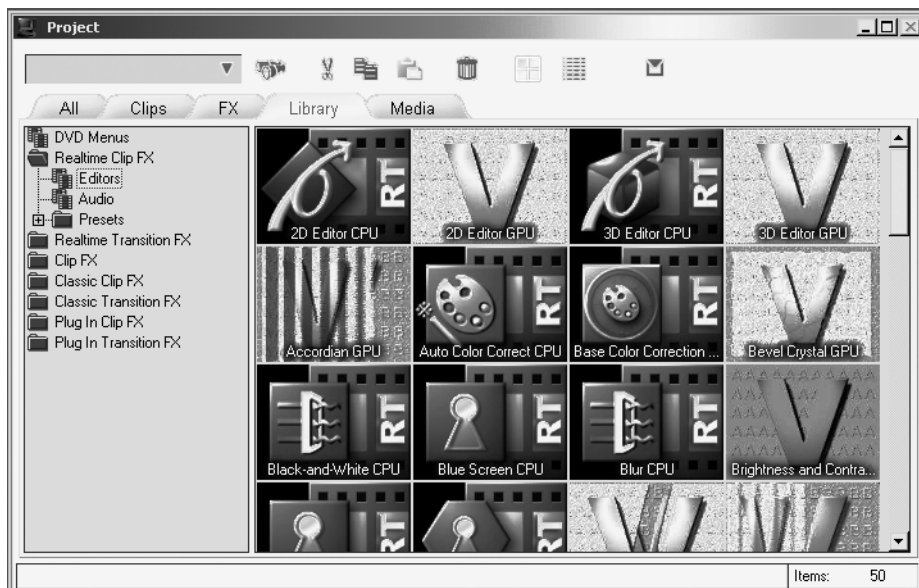 Project
All Clips FX Library Media
DVD Menus
Realtime Clip FX
Editors
Audio
Presets
Realtime Transition FX
Clip FX
Classic Clip FX
Classic Transition FX
Plug In Clip FX
Plug In Transition FX
RT RT
2D Editor CPU 2D Editor GPU 3D Editor CPU 3D Editor GPU
RT RT
Accordian GPU Auto Color Correct CPU Base Color Correction ... Bevel Crystal GPU
RT RT RT
Black-and-White CPU Blue Screen CPU Blur CPU Brightness and Contra...
RT RT
Items: 50